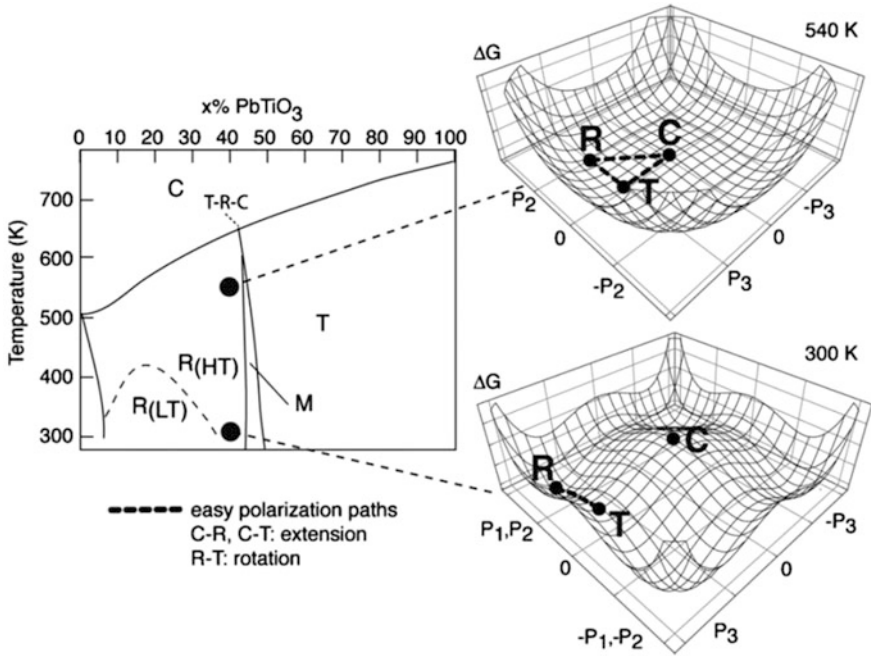 x% PbTiO3
0 10 20 30 40 50 60 70 80 90 100
Temperature (K)
700
600
500
400
300
C
T-R-C
T
R(HT)
R(LT)
M
easy polarization paths
C-R, C-T: extension
R-T: rotation
540 K
ΔG
R
C
T
P2
0
-P2
P3
0
-P3
300 K
ΔG
C
R
T
P1,P2
0
-P1,-P2
P3
0
-P3